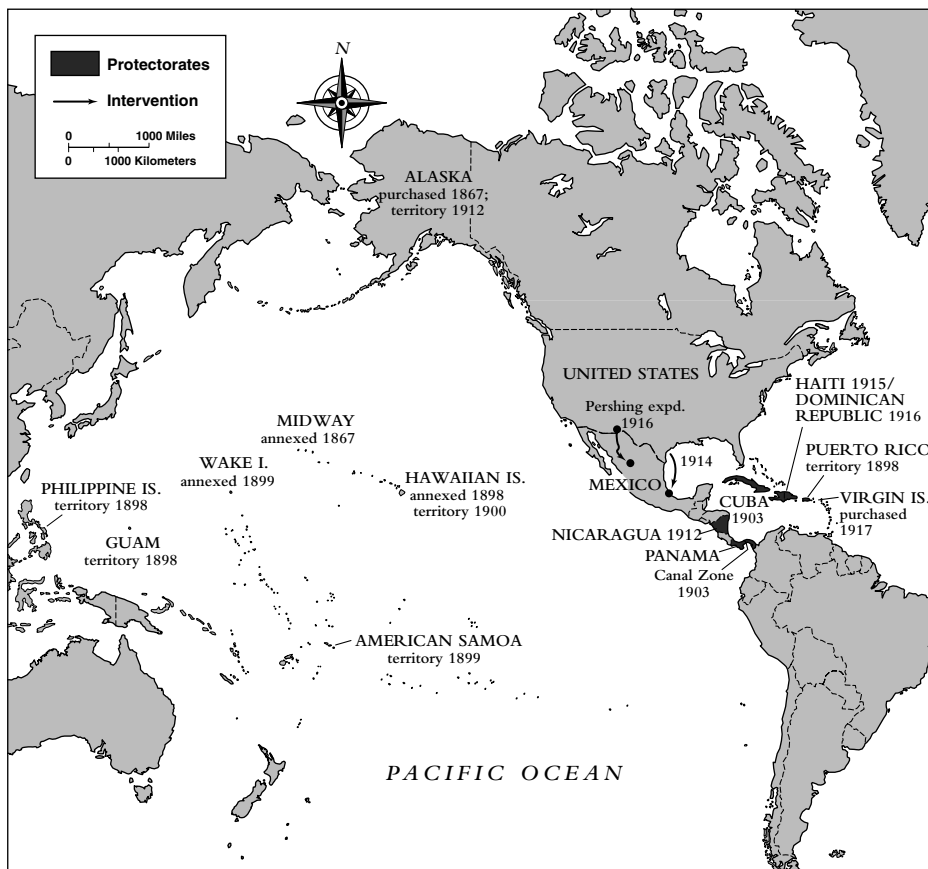 N
Protectorates
Intervention
0 1000 Miles
0 1000 Kilometers
ALASKA
purchased 1867;
territory 1912
UNITED STATES
Pershing expd.
1916
HAITI 1915/
DOMINICAN
REPUBLIC 1916
MIDWAY
annexed 1867
PUERTO RICO
territory 1898
WAKE I.
annexed 1899
1914
HAWAIIAN IS.
annexed 1898
territory 1900
MEXICO
PHILIPPINE IS.
territory 1898
CUBA
1903
VIRGIN IS.
purchased
1917
GUAM
territory 1898
NICARAGUA 1912
PANAMA
Canal Zone
1903
AMERICAN SAMOA
territory 1899
PACIFIC OCEAN